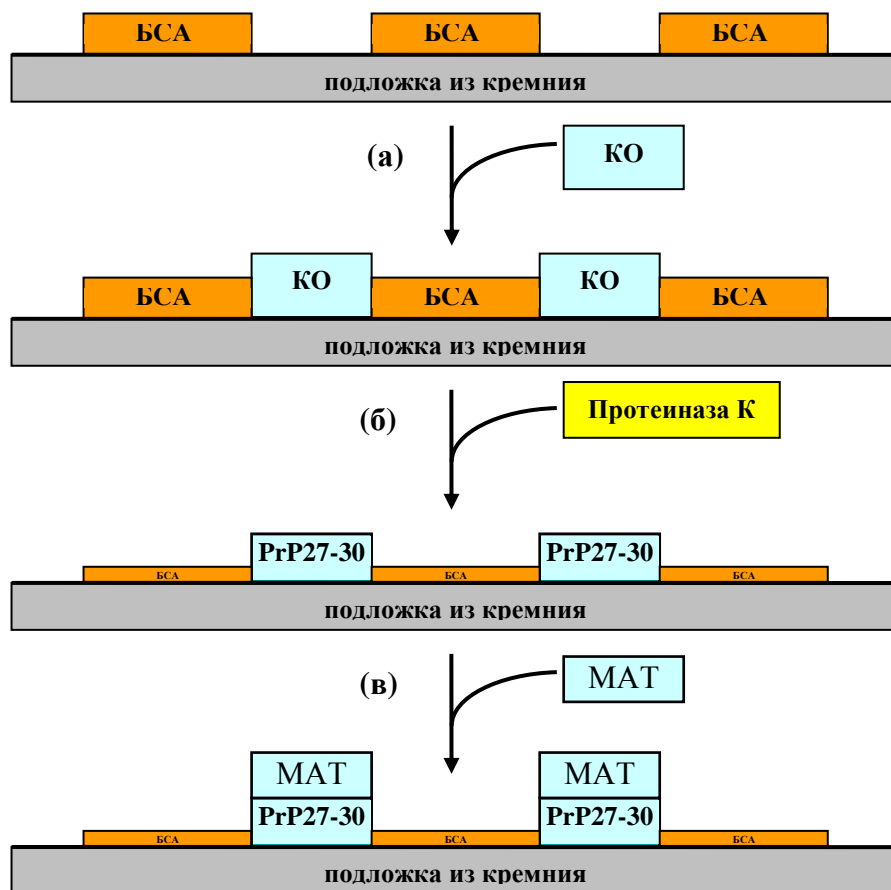 БСА БСА БСА
подложка из кремния
(а) КО
КО КО
БСА БСА БСА
подложка из кремния
(б) Протеиназа К
PrP27-30 PrP27-30
БСА БСА БСА
подложка из кремния
(в) МАТ
МАТ МАТ
PrP27-30 PrP27-30
БСА БСА БСА
подложка из кремния